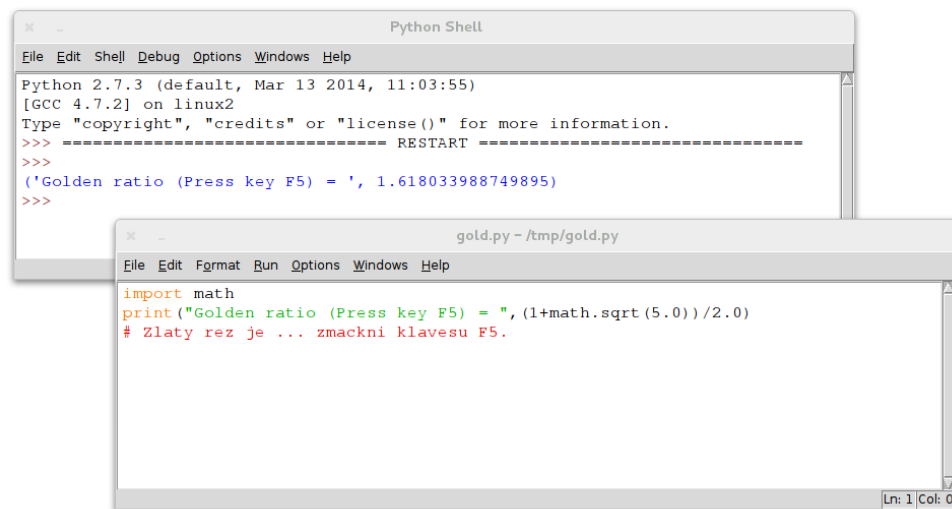 Python Shell
File Edit Shell Debug Options Windows Help
Python 2.7.3 (default, Mar 13 2014, 11:03:55)
[GCC 4.7.2] on linux2
Type "copyright", "credits" or "license()" for more information.
>>> ================================ RESTART ================================
>>>
('Golden ratio (Press key F5) = ', 1.618033988749895)
>>>
gold.py - /tmp/gold.py
File Edit Format Run Options Windows Help
import math
print("Golden ratio (Press key F5) = ",(1+math.sqrt(5.0))/2.0)
# Zlaty rez je ... zmackni klavesu F5.
Ln: 1 Col: 0